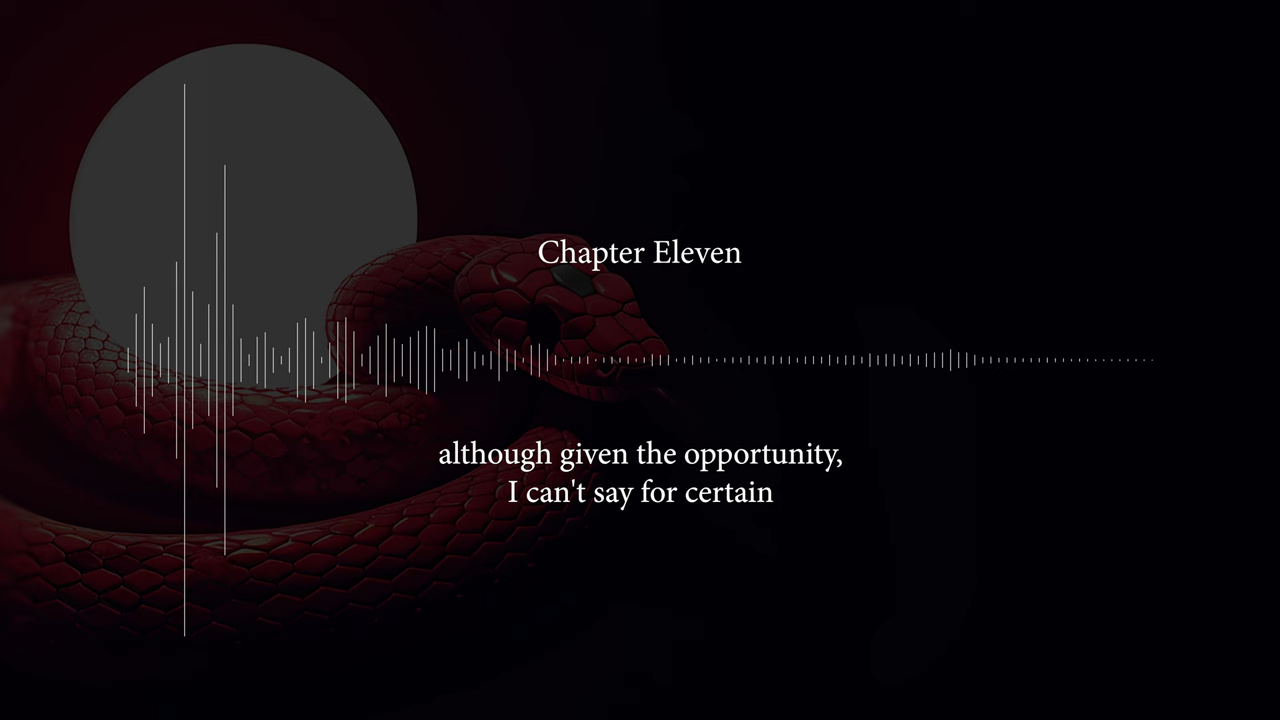 Chapter Eleven
although given the opportunity,
I can't say for certain